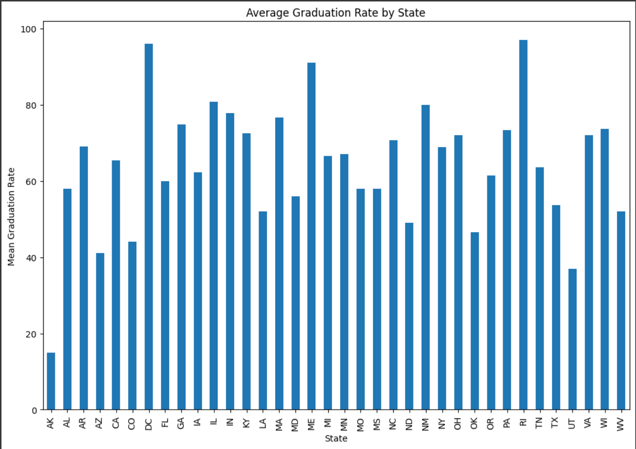 Average Graduation Rate by State
Mean Graduation Rate
100
80
60
40
20
0
AK AL AR AZ CA CO DC FL GA IA IL IN KY LA MA MD ME MI MN MO MS NC ND NM NY OH OK OR PA RI TN TX UT VA WI WV
State